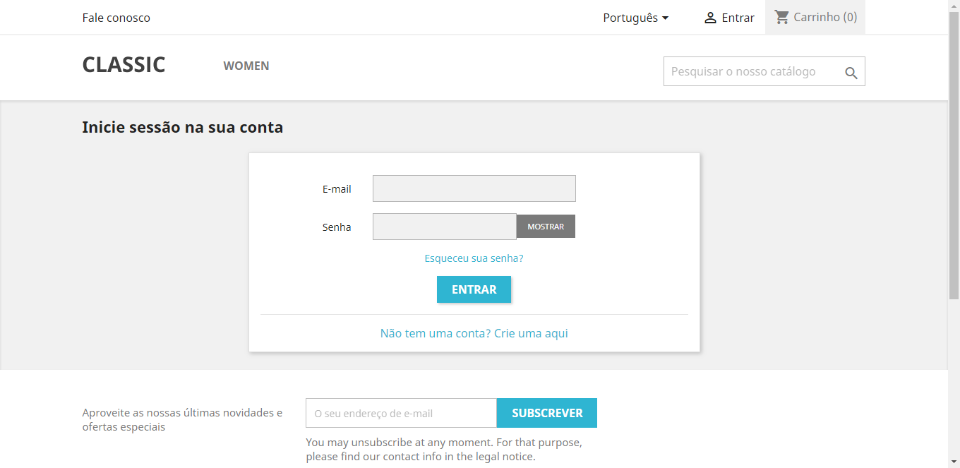 Fale conosco
Português
Entrar
Carrinho (0)
CLASSIC
WOMEN
Pesquisar o nosso catálogo
Inicie sessão na sua conta
E-mail
Senha
MOSTRAR
Esqueceu sua senha?
ENTRAR
Não tem uma conta? Crie uma aqui
Aproveite as nossas últimas novidades e
ofertas especiais
O seu endereço de e-mail
SUBSCREVER
You may unsubscribe at any moment. For that purpose,
please find our contact info in the legal notice.